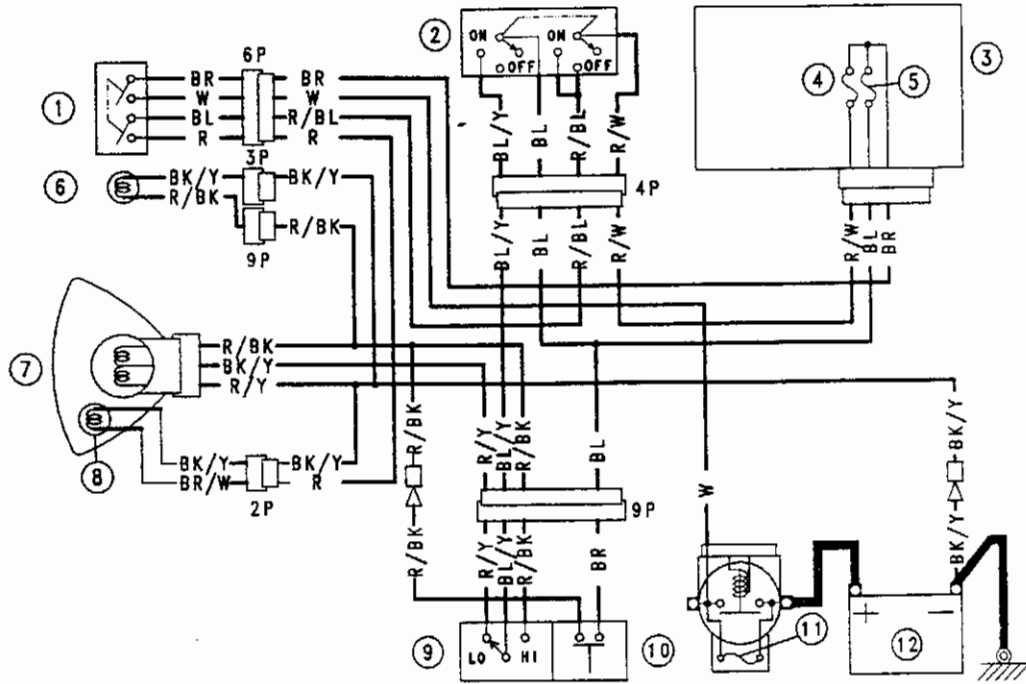 1
BR
W
BL
R
6P
BR
W
R/BL
R
3P
6
BK/Y
R/BK
BK/Y
9P
R/BK
2
ON
OFF
ON
OFF
BL/Y
BL
R/BL
R/W
4P
BL/Y
BL
R/BL
R/W
3
4
5
R/W
BL
BR
7
R/BK
BK/Y
R/Y
8
BK/Y
BR/W
2P
BK/Y
R
R/BK
R/BK
R/Y
BL/Y
R/BK
BL
9P
R/Y
BL/Y
R/BK
BR
9
LO
HI
10
W
11
BK/Y
BK/Y
+
−
12